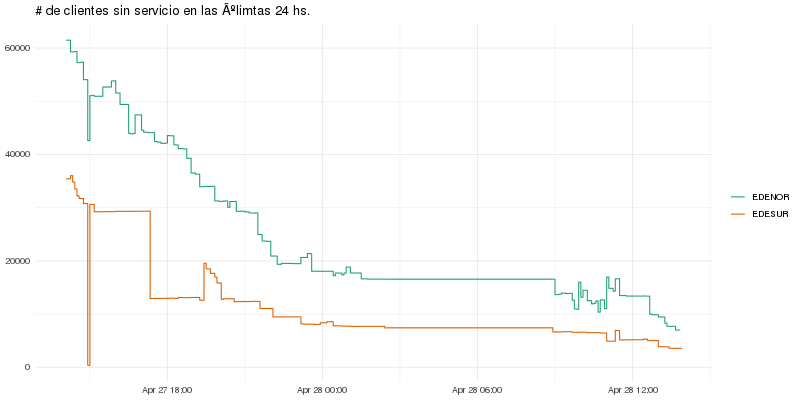 # de clientes sin servicio en las Ãºlimtas 24 hs.
60000
40000
20000
0
Apr 27 18:00
Apr 28 00:00
Apr 28 06:00
Apr 28 12:00
EDENOR
EDESUR